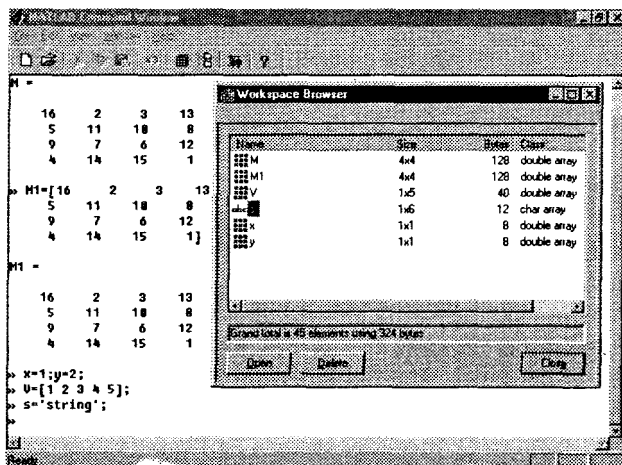 MATLAB Command Window
M =
16 2 3 13
5 11 10 8
9 7 6 12
4 14 15 1
» M1=[16 2 3 13
5 11 10 8
9 7 6 12
4 14 15 1]
M1 =
16 2 3 13
5 11 10 8
9 7 6 12
4 14 15 1
» x=1;y=2;
» V=[1 2 3 4 5];
» s='string';
»
Ready
Workspace Browser
Name Size Bytes Class
M 4x4 128 double array
M1 4x4 128 double array
V 1x5 40 double array
abc 1x6 12 char array
x 1x1 8 double array
y 1x1 8 double array
Grand total is 45 elements using 324 bytes
Open Delete Close